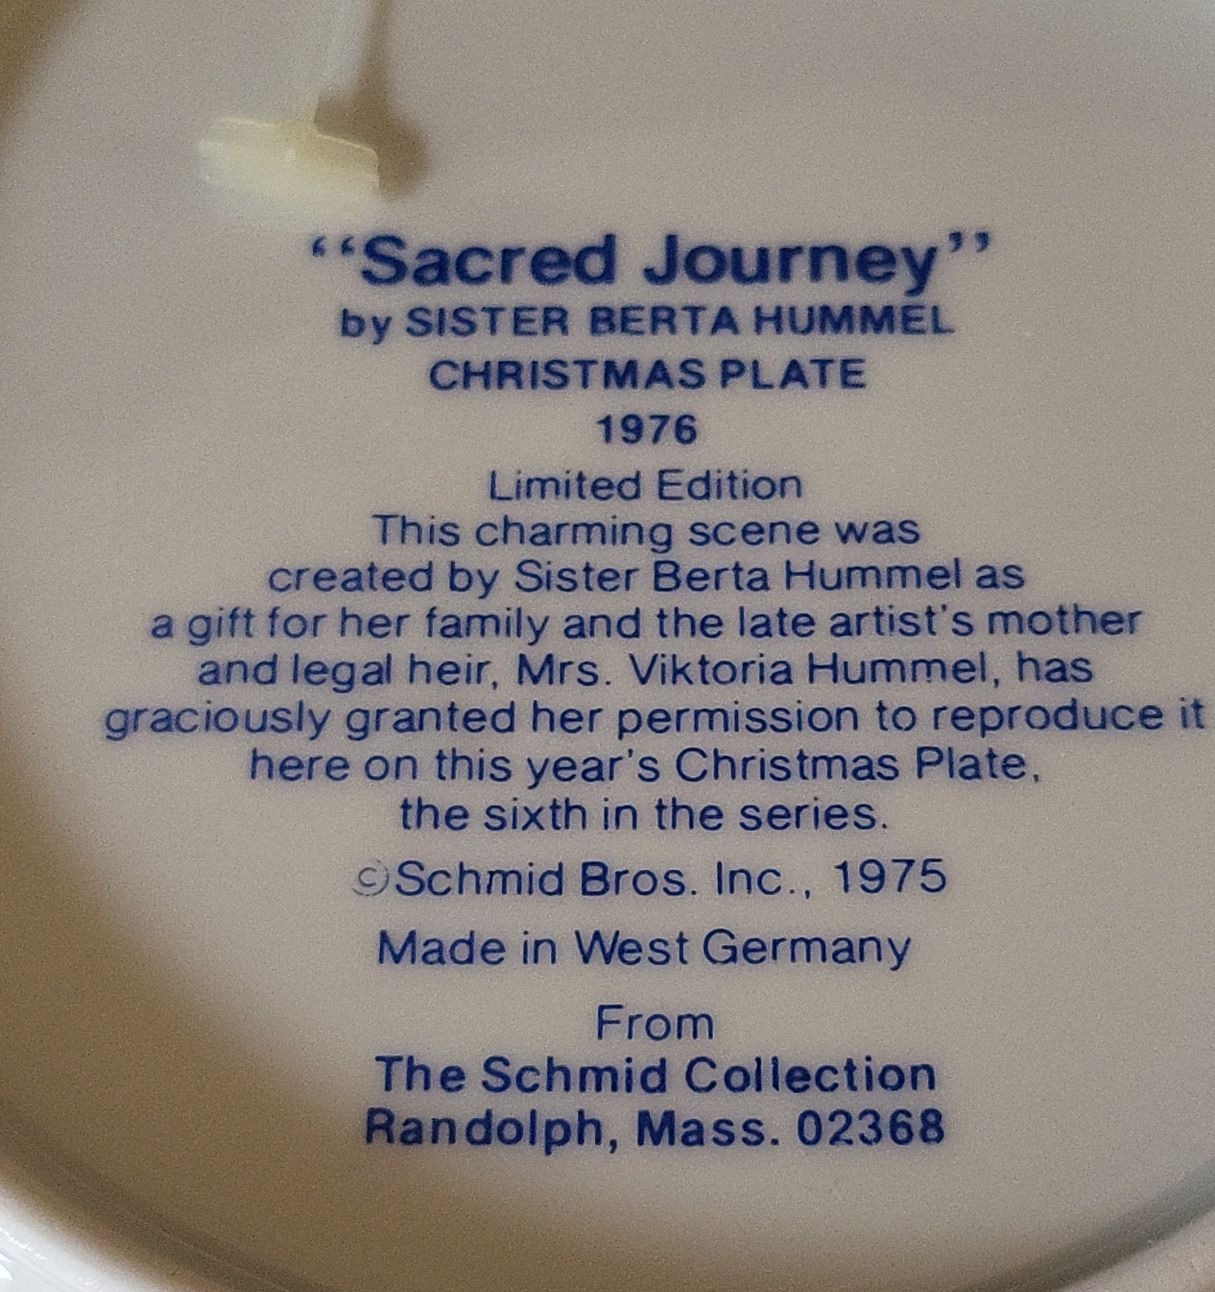 ‘‘Sacred Journey’’
by SISTER BERTA HUMMEL
CHRISTMAS PLATE
1976
Limited Edition
This charming scene was
created by Sister Berta Hummel as
a gift for her family and the late artist's mother
and legal heir, Mrs. Viktoria Hummel, has
graciously granted her permission to reproduce it
here on this year's Christmas Plate,
the sixth in the series.
©Schmid Bros. Inc., 1975
Made in West Germany
From
The Schmid Collection
Randolph, Mass. 02368